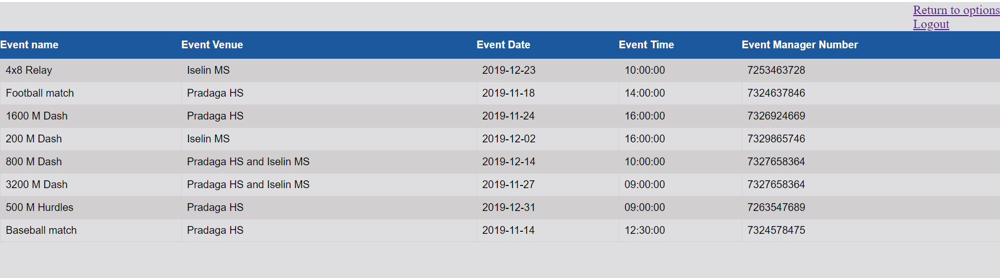 Return to options
Logout
Event name Event Venue Event Date Event Time Event Manager Number
4x8 Relay Iselin MS 2019-12-23 10:00:00 7253463728
Football match Pradaga HS 2019-11-18 14:00:00 7324637846
1600 M Dash Pradaga HS 2019-11-24 16:00:00 7326924669
200 M Dash Iselin MS 2019-12-02 16:00:00 7329865746
800 M Dash Pradaga HS and Iselin MS 2019-12-14 10:00:00 7327658364
3200 M Dash Pradaga HS and Iselin MS 2019-11-27 09:00:00 7327658364
500 M Hurdles Pradaga HS 2019-12-31 09:00:00 7263547689
Baseball match Pradaga HS 2019-11-14 12:30:00 7324578475